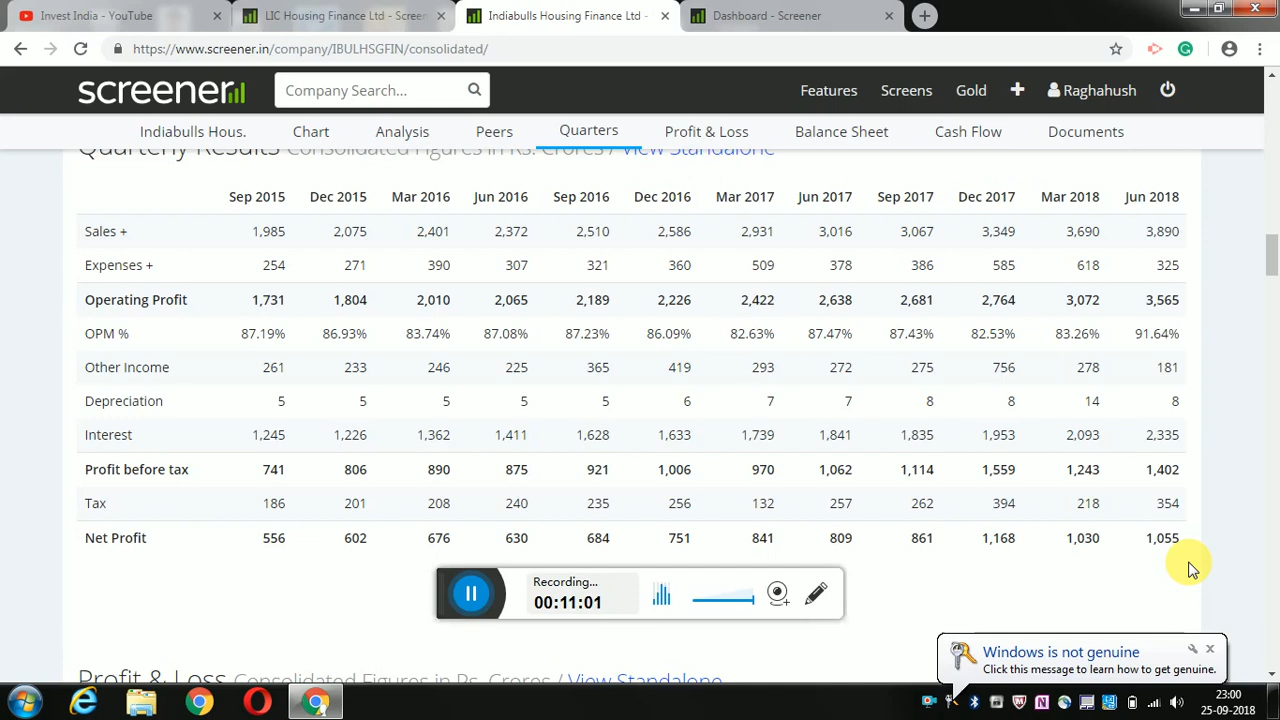 Invest India - YouTube
LIC Housing Finance Ltd - Screen
Indiabulls Housing Finance Ltd -
Dashboard - Screener
https://www.screener.in/company/IBULHSGFIN/consolidated/
screener
Company Search...
Features
Screens
Gold
Raghahush
Indiabulls Hous.
Chart
Analysis
Peers
Quarters
Profit & Loss
Balance Sheet
Cash Flow
Documents
Quarterly Results Consolidated Figures in Rs. Crores / View Standalone
Sep 2015 Dec 2015 Mar 2016 Jun 2016 Sep 2016 Dec 2016 Mar 2017 Jun 2017 Sep 2017 Dec 2017 Mar 2018 Jun 2018
Sales + 1,985 2,075 2,401 2,372 2,510 2,586 2,931 3,016 3,067 3,349 3,690 3,890
Expenses + 254 271 390 307 321 360 509 378 386 585 618 325
Operating Profit 1,731 1,804 2,010 2,065 2,189 2,226 2,422 2,638 2,681 2,764 3,072 3,565
OPM % 87.19% 86.93% 83.74% 87.08% 87.23% 86.09% 82.63% 87.47% 87.43% 82.53% 83.26% 91.64%
Other Income 261 233 246 225 365 419 293 272 275 756 278 181
Depreciation 5 5 5 5 5 6 7 7 8 8 14 8
Interest 1,245 1,226 1,362 1,411 1,628 1,633 1,739 1,841 1,835 1,953 2,093 2,335
Profit before tax 741 806 890 875 921 1,006 970 1,062 1,114 1,559 1,243 1,402
Tax 186 201 208 240 235 256 132 257 262 394 218 354
Net Profit 556 602 676 630 684 751 841 809 861 1,168 1,030 1,055
Recording...
00:11:01
Windows is not genuine
Click this message to learn how to get genuine.
Profit & Loss Consolidated Figures in Rs. Crores / View Standalone
23:00
25-09-2018